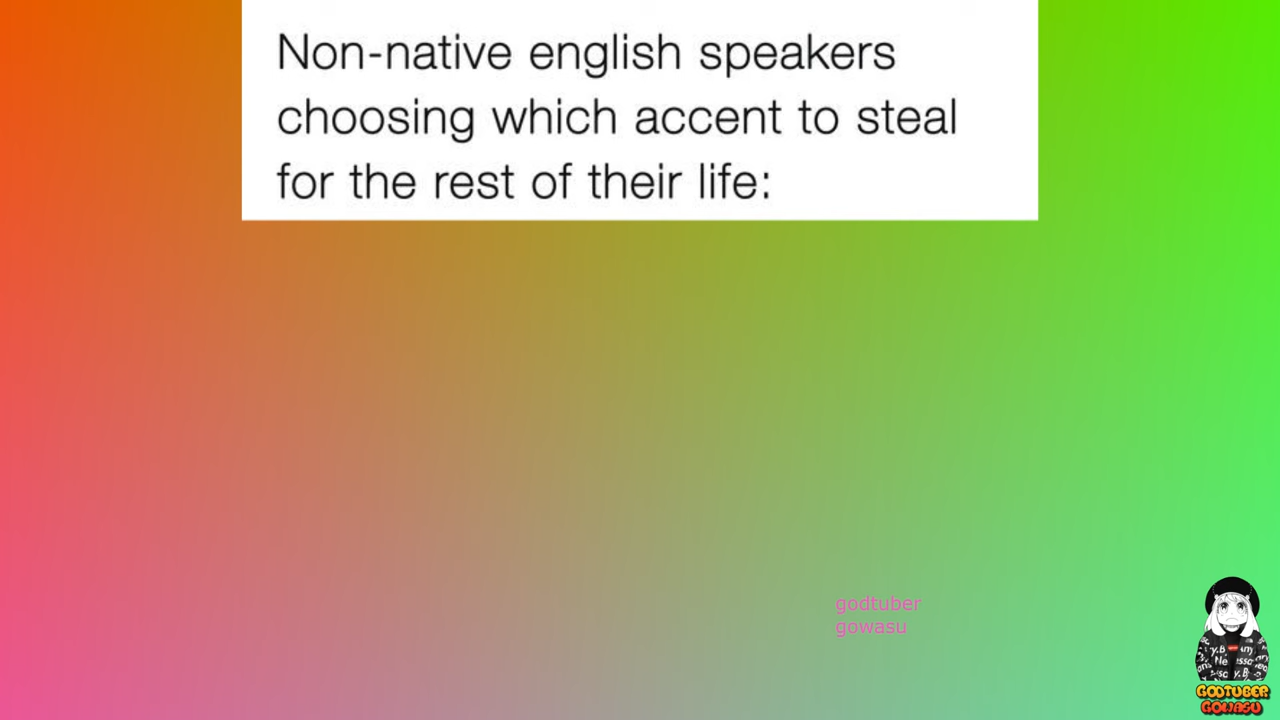 Non-native english speakers
choosing which accent to steal
for the rest of their life:
godtuber
gowasu
GODTUBER
GOWASU